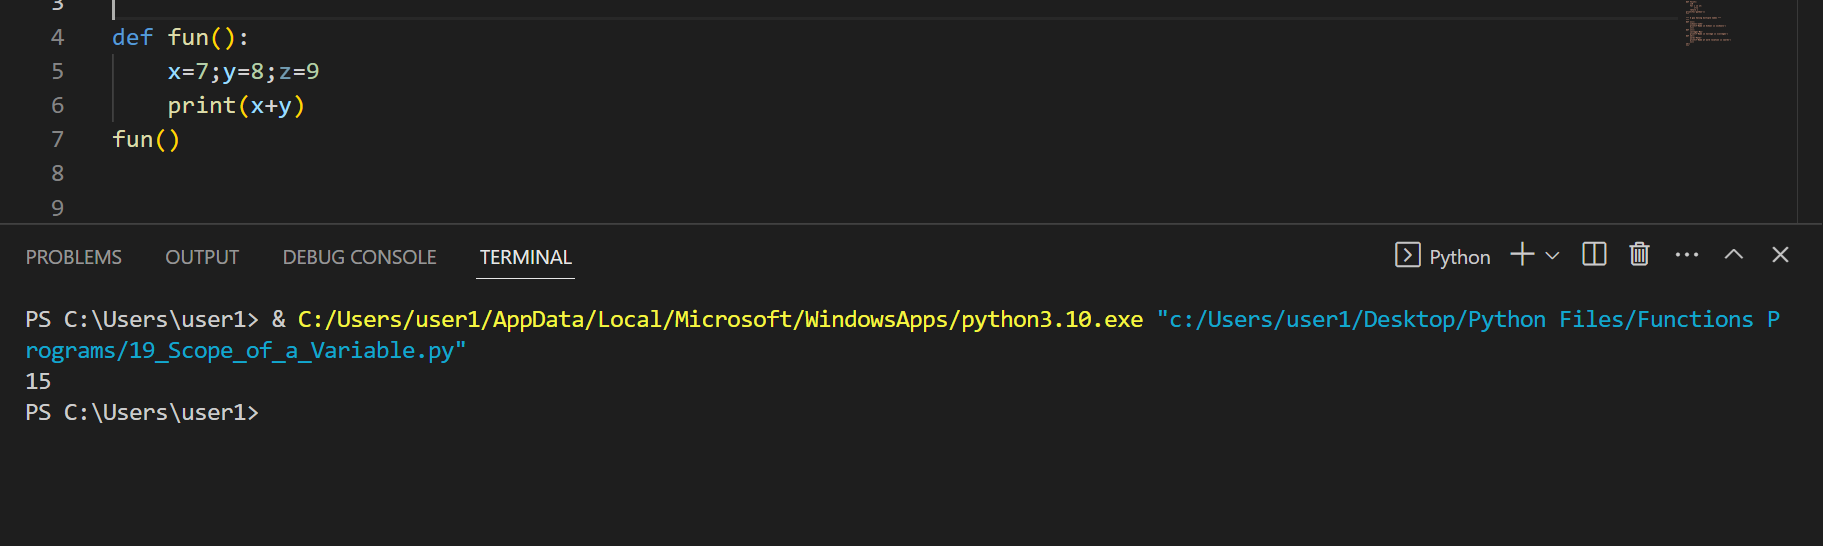 3
4 def fun():
5     x=7;y=8;z=9
6     print(x+y)
7 fun()
8
9
PROBLEMS OUTPUT DEBUG CONSOLE TERMINAL Python
PS C:\Users\user1> & C:/Users/user1/AppData/Local/Microsoft/WindowsApps/python3.10.exe "c:/Users/user1/Desktop/Python Files/Functions P
rograms/19_Scope_of_a_Variable.py"
15
PS C:\Users\user1>